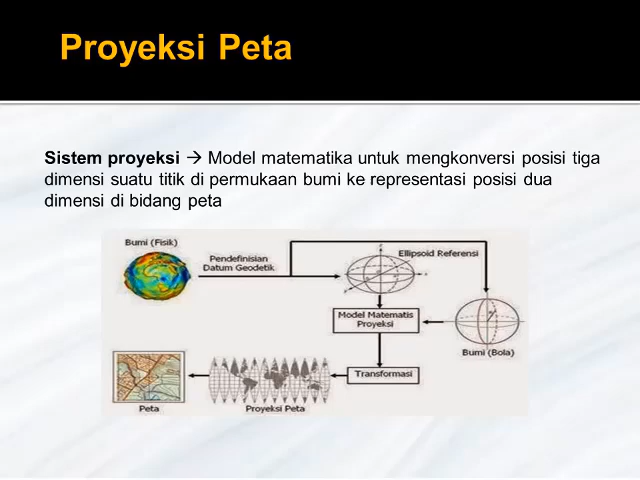 Proyeksi Peta
Sistem proyeksi → Model matematika untuk mengkonversi posisi tiga
dimensi suatu titik di permukaan bumi ke representasi posisi dua
dimensi di bidang peta
Bumi (Fisik)
Pendefinisian
Datum Geodetik
Ellipsoid Referensi
Model Matematis
Proyeksi
Bumi (Bola)
Transformasi
Peta
Proyeksi Peta